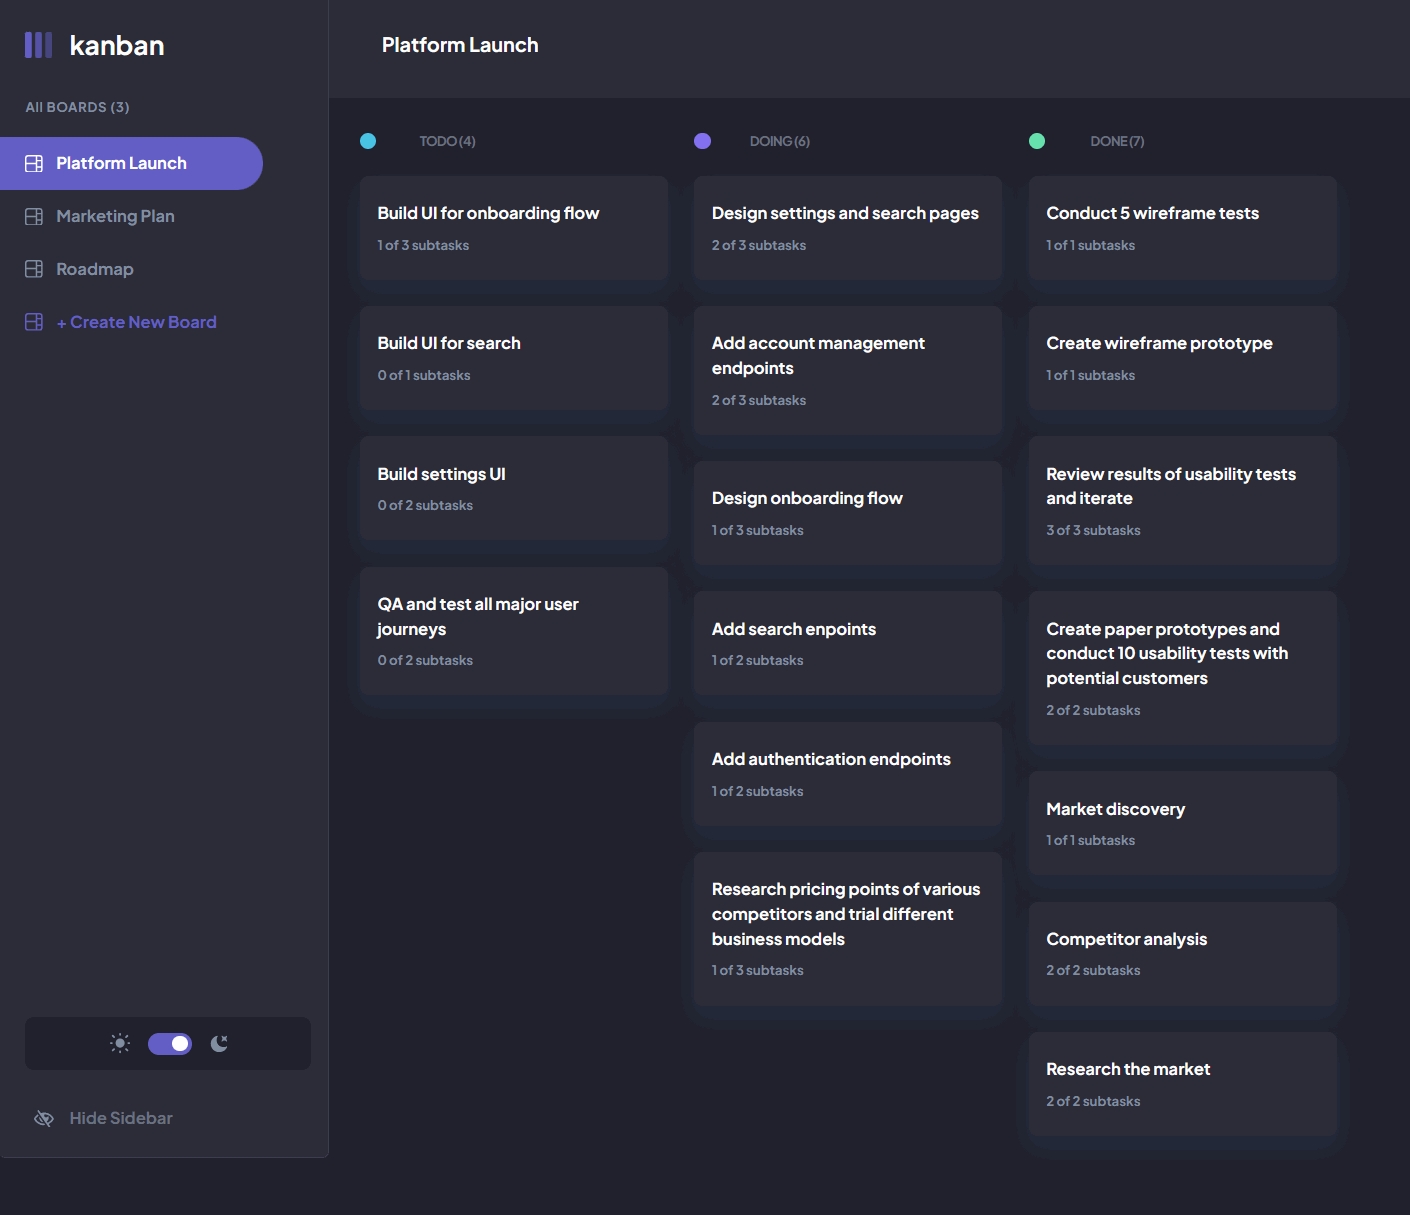 kanban
All BOARDS (3)
Platform Launch
Marketing Plan
Roadmap
+ Create New Board
Hide Sidebar
Platform Launch
TODO (4)
Build UI for onboarding flow
1 of 3 subtasks
Build UI for search
0 of 1 subtasks
Build settings UI
0 of 2 subtasks
QA and test all major user
journeys
0 of 2 subtasks
DOING (6)
Design settings and search pages
2 of 3 subtasks
Add account management
endpoints
2 of 3 subtasks
Design onboarding flow
1 of 3 subtasks
Add search enpoints
1 of 2 subtasks
Add authentication endpoints
1 of 2 subtasks
Research pricing points of various
competitors and trial different
business models
1 of 3 subtasks
DONE (7)
Conduct 5 wireframe tests
1 of 1 subtasks
Create wireframe prototype
1 of 1 subtasks
Review results of usability tests
and iterate
3 of 3 subtasks
Create paper prototypes and
conduct 10 usability tests with
potential customers
2 of 2 subtasks
Market discovery
1 of 1 subtasks
Competitor analysis
2 of 2 subtasks
Research the market
2 of 2 subtasks